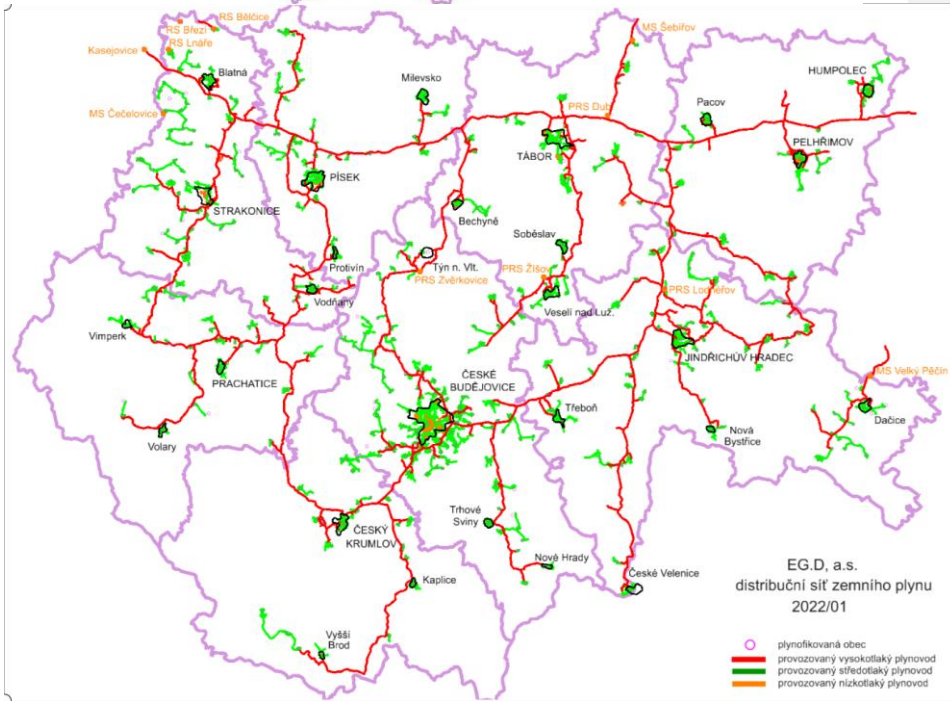 RS Bělčice
RS Březí
RS Lnáře
Kasejovice
Blatná
MS Čečelovice
MS Šebířov
Milevsko
HUMPOLEC
Pacov
PRS Dub
TÁBOR
PELHŘIMOV
PÍSEK
STRAKONICE
Bechyně
Soběslav
Protivín
Týn n. Vlt.
PRS Zvěrkovice
PRS Žíšov
PRS Lodhéřov
Vodňany
Veselí nad Luž.
Vimperk
PRACHATICE
JINDŘICHŮV HRADEC
MS Velký Pěčín
ČESKÉ
BUDĚJOVICE
Třeboň
Dačice
Volary
Nová
Bystřice
Trhové
Sviny
ČESKÝ
KRUMLOV
Nové Hrady
České Velenice
Kaplice
Vyšší
Brod
EG.D, a.s.
distribuční síť zemního plynu
2022/01
plynofikovaná obec
provozovaný vysokotlaký plynovod
provozovaný středotlaký plynovod
provozovaný nízkotlaký plynovod